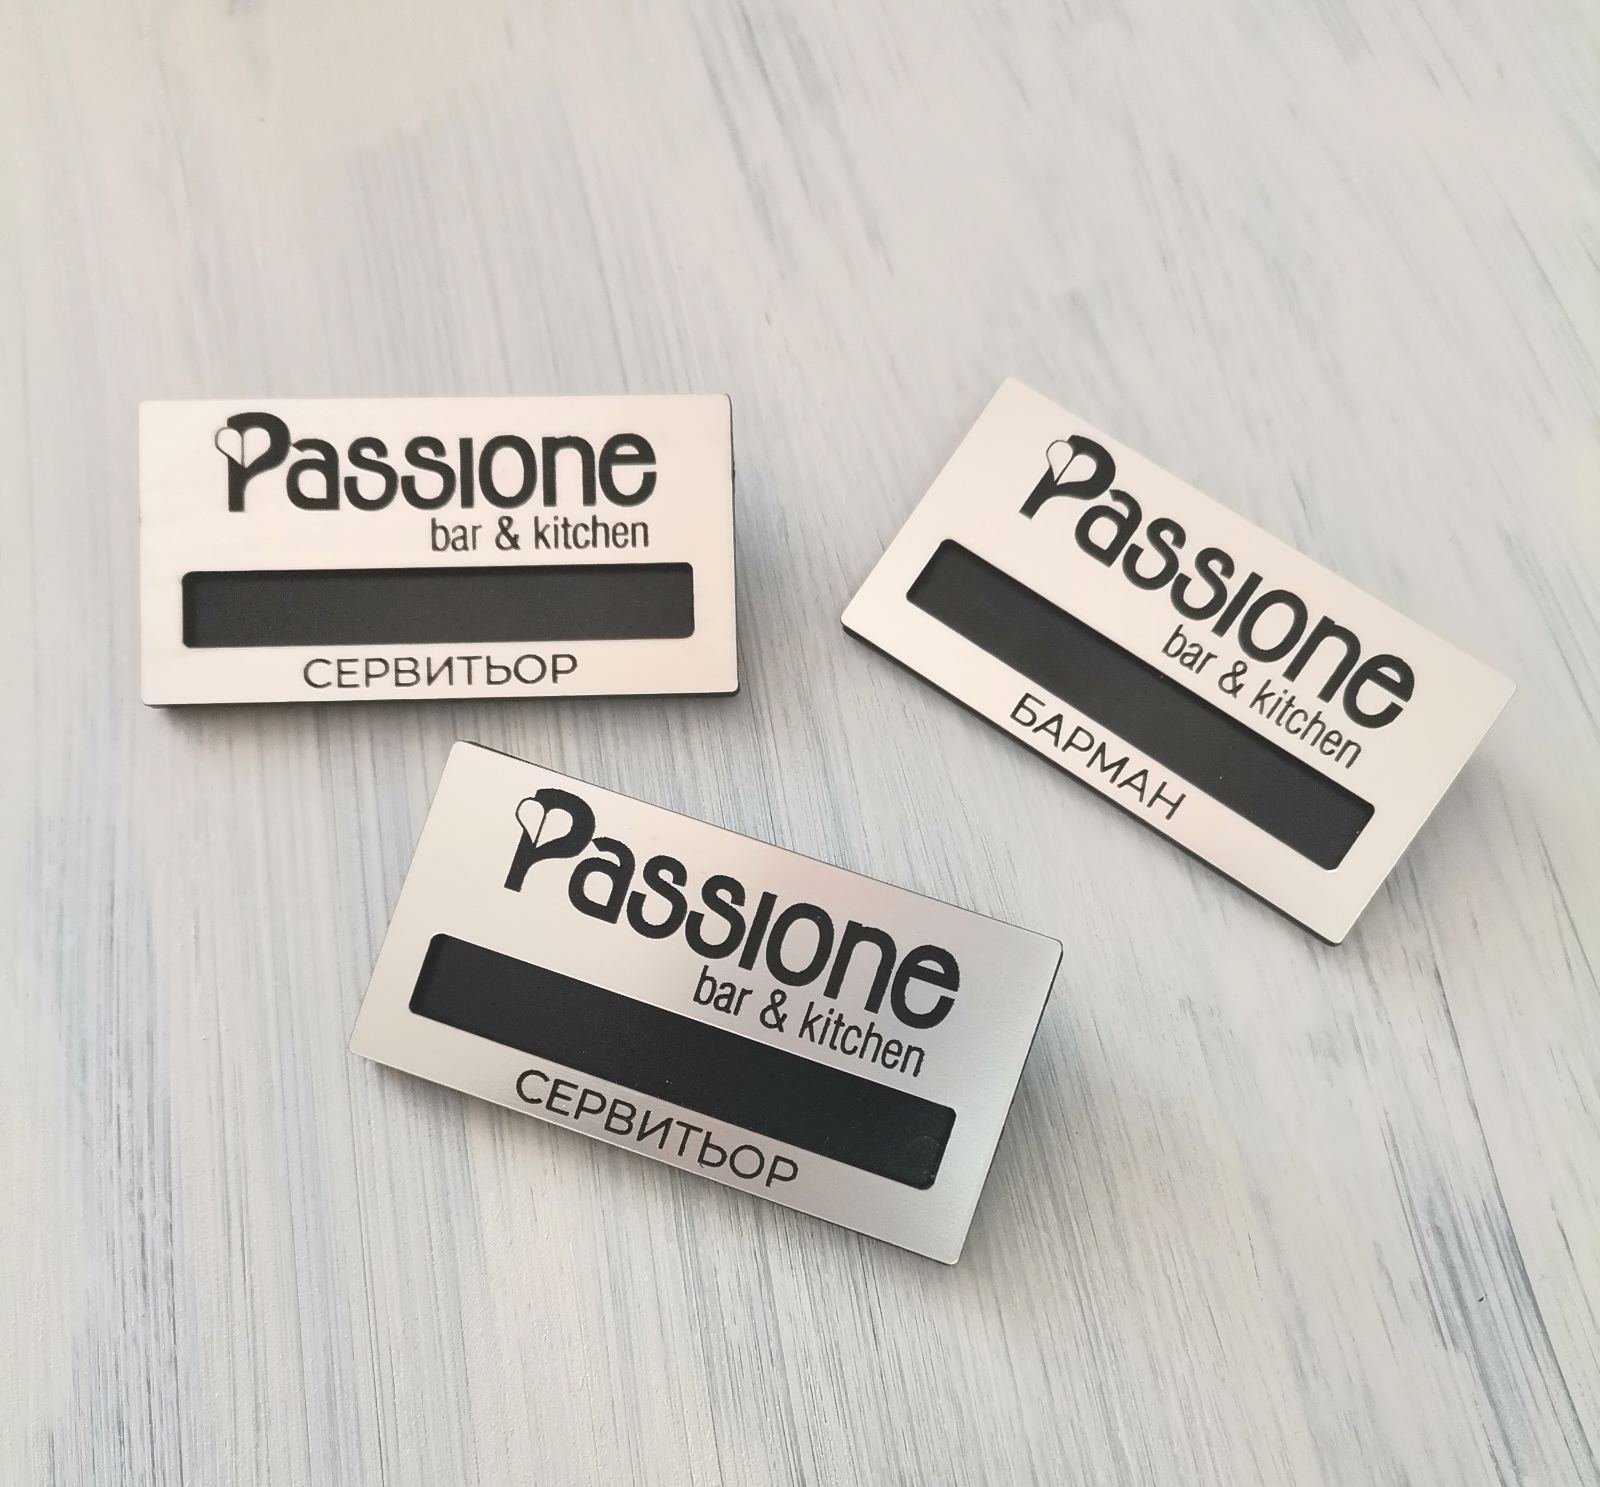 Passione
bar & kitchen
СЕРВИТЬОР
Passione
bar & kitchen
БАРМАН
Passione
bar & kitchen
СЕРВИТЬОР